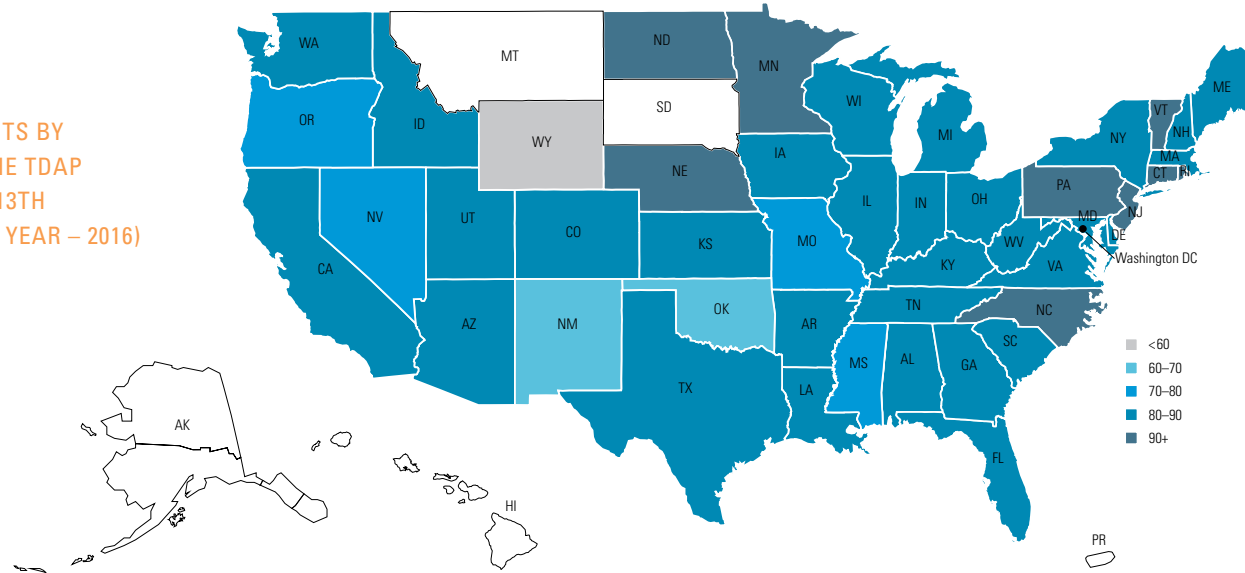 TS BY
E TDAP
13TH
YEAR – 2016)
WA
MT
ND
MN
ME
VT
NH
NY
MA
CT
RI
OR
ID
SD
WI
MI
WY
IA
NE
PA
NJ
OH
IL
IN
MD
DE
NV
UT
CO
KS
MO
WV
VA
Washington DC
CA
KY
TN
NC
AZ
NM
OK
AR
SC
MS
AL
GA
TX
LA
FL
<60
60–70
70–80
80–90
90+
AK
HI
PR